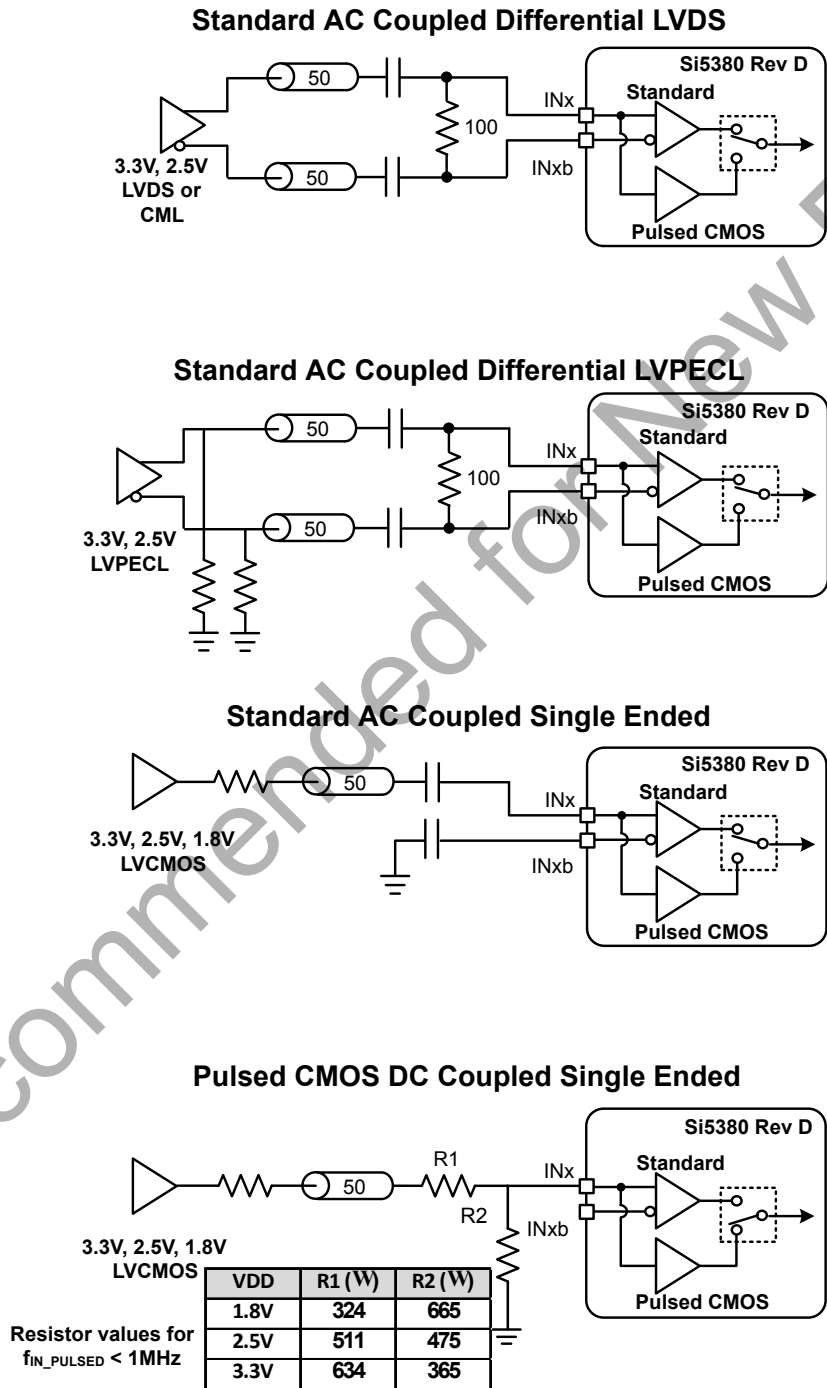 Standard AC Coupled Differential LVDS
Si5380 Rev D
50
Standard
INx
100
3.3V, 2.5V
LVDS or
CML
50
INxb
Pulsed CMOS
Standard AC Coupled Differential LVPECL
Si5380 Rev D
50
Standard
INx
100
3.3V, 2.5V
LVPECL
50
INxb
Pulsed CMOS
Standard AC Coupled Single Ended
Si5380 Rev D
50
Standard
INx
3.3V, 2.5V, 1.8V
LVCMOS
INxb
Pulsed CMOS
Pulsed CMOS DC Coupled Single Ended
Si5380 Rev D
50
R1
INx
Standard
R2
INxb
3.3V, 2.5V, 1.8V
LVCMOS
Pulsed CMOS
VDD R1 (W) R2 (W)
1.8V 324 665
2.5V 511 475
3.3V 634 365
Resistor values for
fIN_PULSED < 1MHz
commended for New